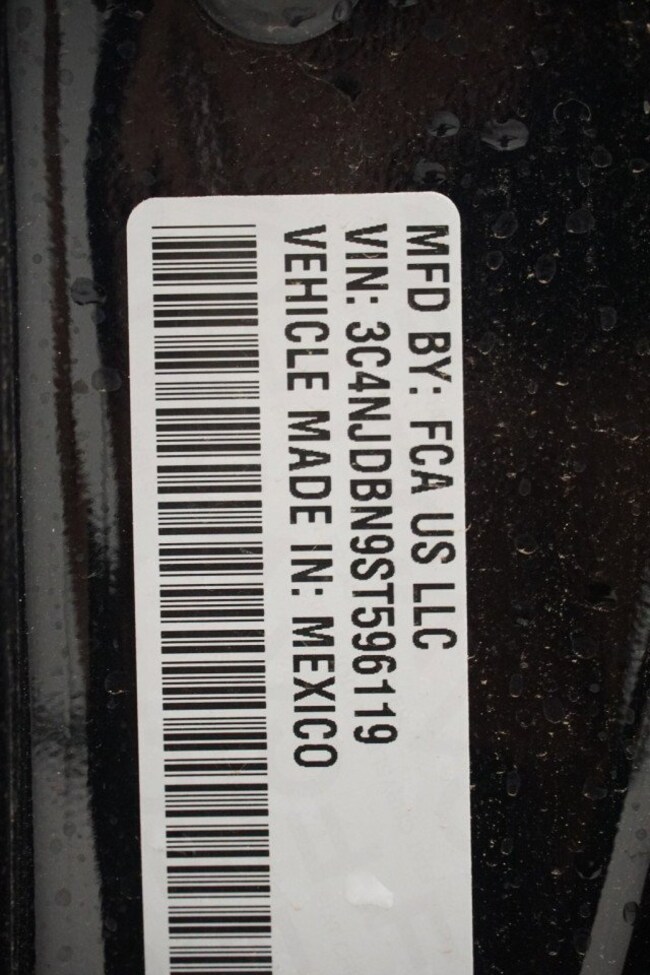 MFD BY: FCA US LLC
VIN: 3C4NJDBN9ST596119
VEHICLE MADE IN: MEXICO